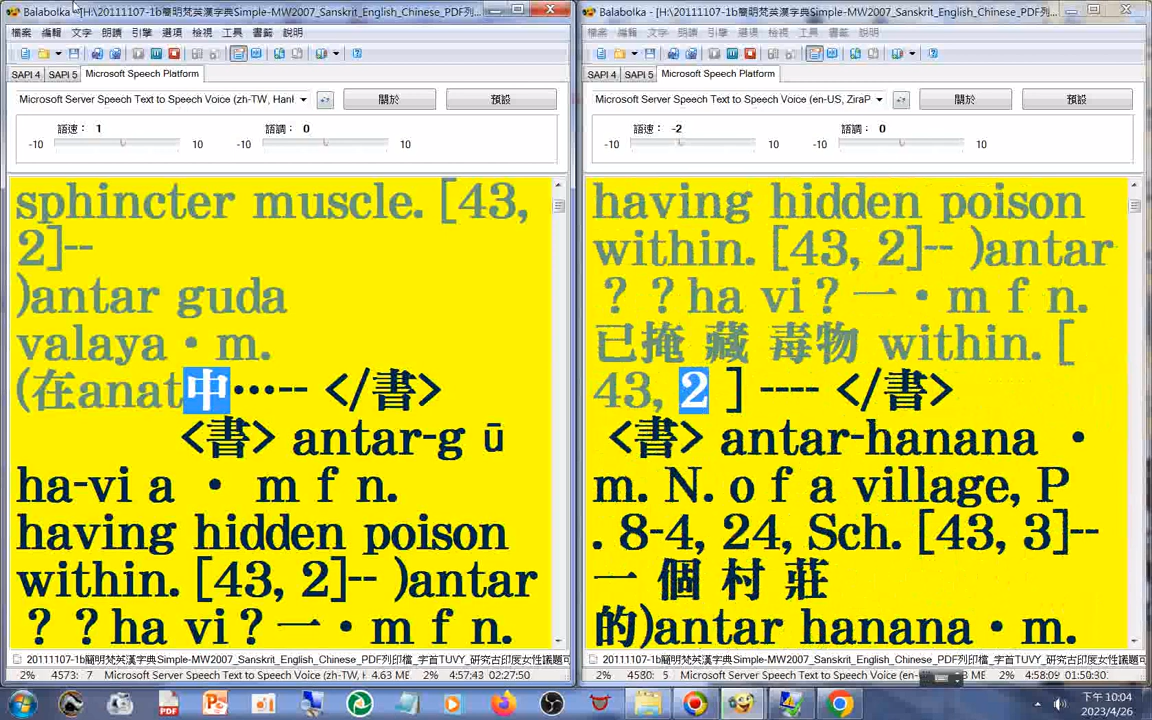 Balabolka - [H:\20111107-1b簡明梵英漢字典Simple-MW2007_Sanskrit_English_Chinese_PDF列...
檔案 編輯 文字 朗讀 引擎 選項 檢視 工具 書籤 說明
SAPI 4 SAPI 5 Microsoft Speech Platform
Microsoft Server Speech Text to Speech Voice (zh-TW, Hanl 關於 預設
語速： 1 語調： 0
-10 10 -10 10
sphincter muscle. [43,
2]--
)antar guda
valaya・m.
(在anat中…-- </書>
<書> antar-g ū
ha-vi a ・ m f n.
having hidden poison
within. [43, 2]-- )antar
？？ha vi？一・m f n.
20111107-1b簡明梵英漢字典Simple-MW2007_Sanskrit_English_Chinese_PDF列印檔_字首TUVY_研究古印度女性議題可
2% 4573: 7 Microsoft Server Speech Text to Speech Voice (zh-TW, H 4.63 ME 2% 4:57:43 02:27:50
Balabolka - [H:\20111107-1b簡明梵英漢字典Simple-MW2007_Sanskrit_English_Chinese_PDF列印...
檔案 編輯 文字 朗讀 引擎 選項 檢視 工具 書籤 說明
SAPI 4 SAPI 5 Microsoft Speech Platform
Microsoft Server Speech Text to Speech Voice (en-US, ZiraP 關於 預設
語速： -2 語調： 0
-10 10 -10 10
having hidden poison
within. [43, 2]-- )antar
？？ha vi？一・m f n.
已掩 藏 毒物 within. [
43, 2 ] ---- </書>
<書> antar-hanana ・
m. N. o f a village, P
. 8-4, 24, Sch. [43, 3]--
一 個 村 莊
的)antar hanana・m.
20111107-1b簡明梵英漢字典Simple-MW2007_Sanskrit_English_Chinese_PDF列印檔_字首TUVY_研究古印度女性議題可
2% 4580: 5 Microsoft Server Speech Text to Speech Voice (en-US, Z 4.63 ME 2% 4:58:09 01:50:30
下午 10:04
2023/4/26